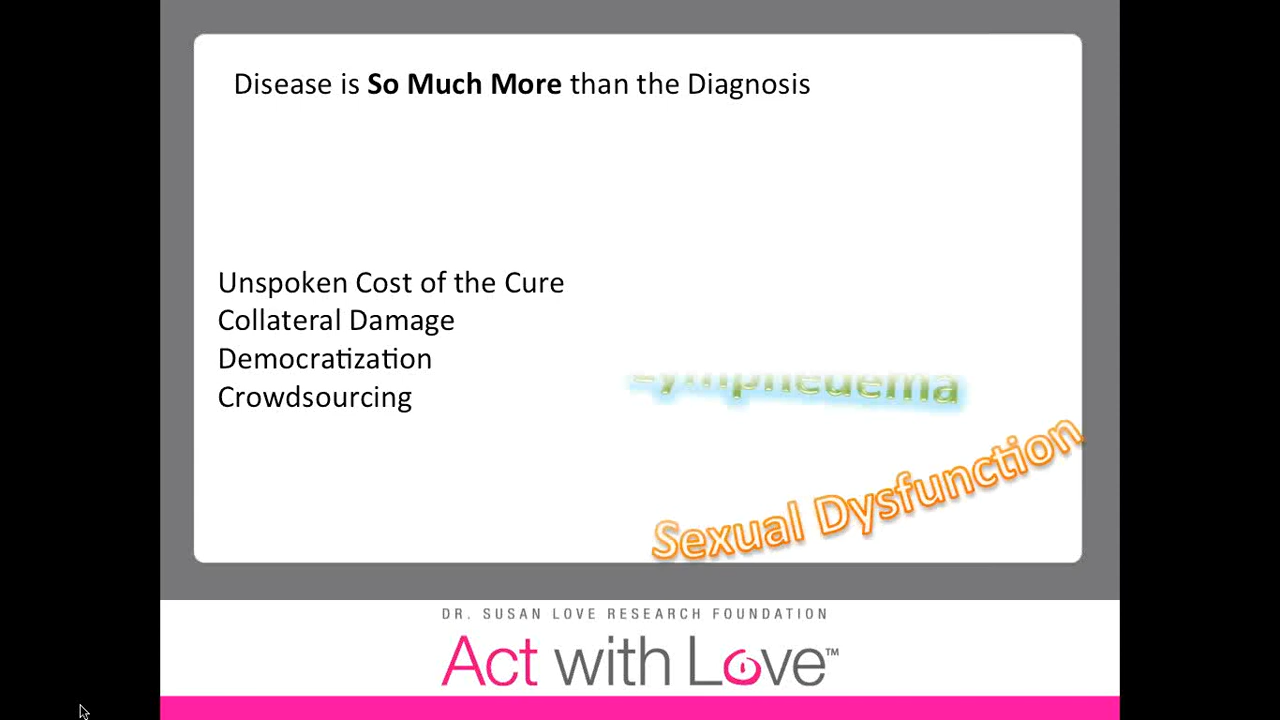 Disease is So Much More than the Diagnosis
Unspoken Cost of the Cure
Collateral Damage
Democratization
Crowdsourcing
Sexual Dysfunction
DR. SUSAN LOVE RESEARCH FOUNDATION
Act with Love™